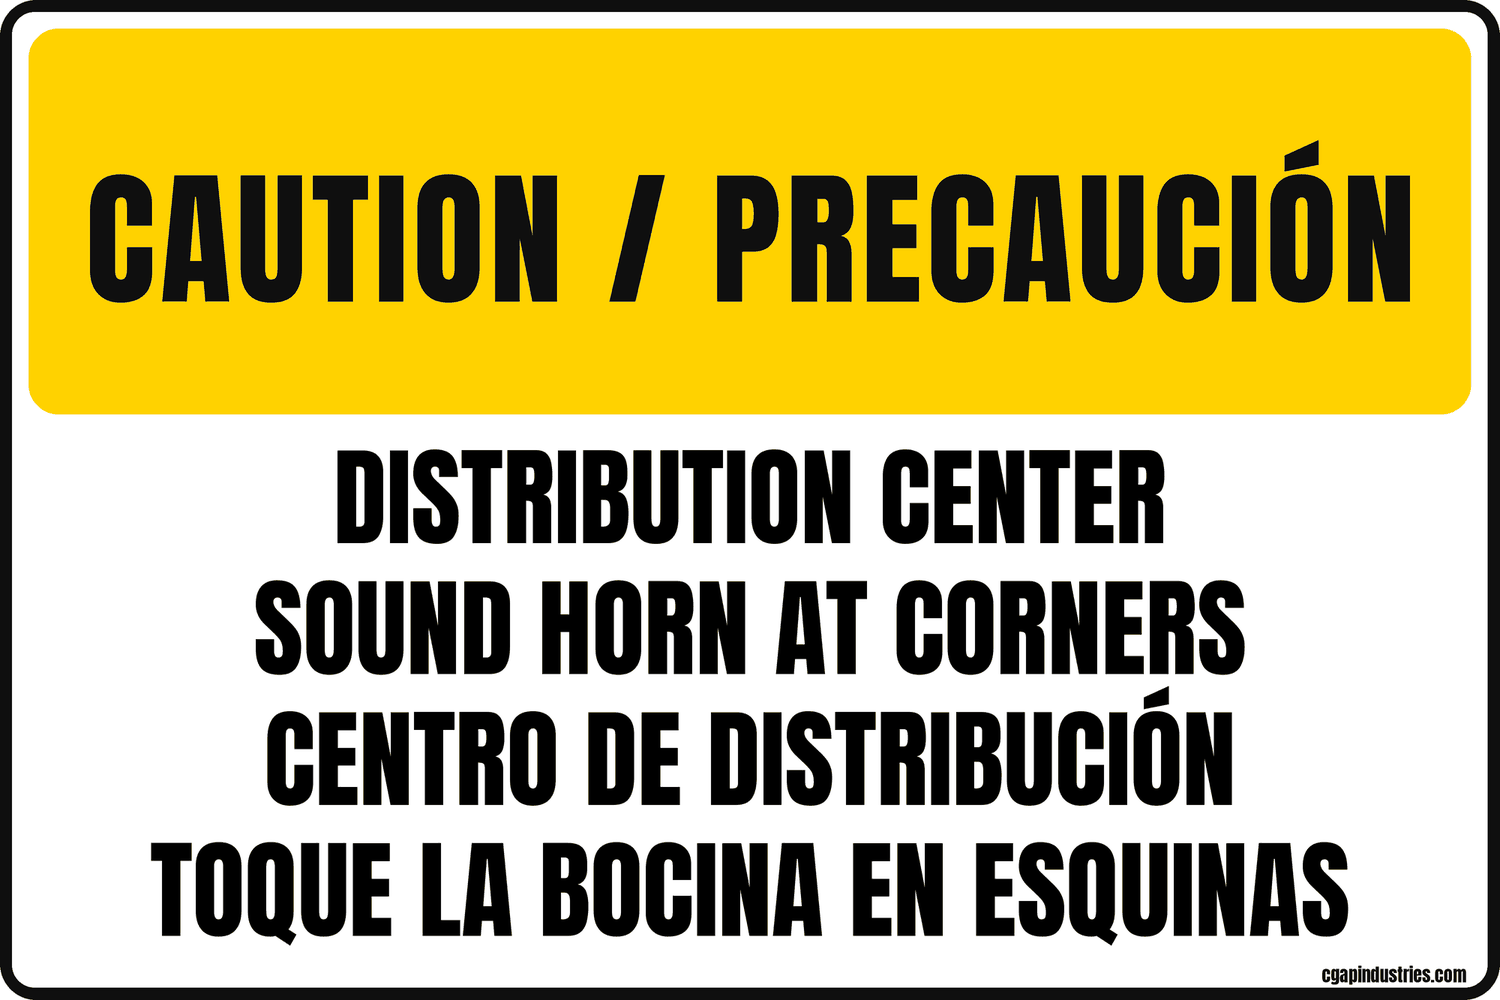 CAUTION / PRECAUCIÓN
DISTRIBUTION CENTER
SOUND HORN AT CORNERS
CENTRO DE DISTRIBUCIÓN
TOQUE LA BOCINA EN ESQUINAS
cgapindustries.com